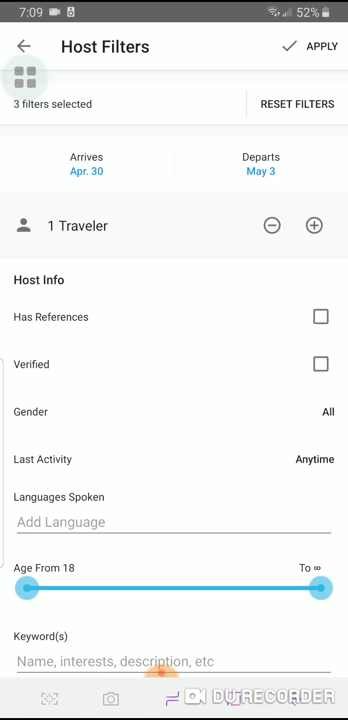 7:09 52%
Host Filters APPLY
3 filters selected RESET FILTERS
Arrives Departs
Apr. 30 May 3
1 Traveler
Host Info
Has References
Verified
Gender All
Last Activity Anytime
Languages Spoken
Add Language
Age From 18 To ∞
Keyword(s)
Name, interests, description, etc
DU RECORDER